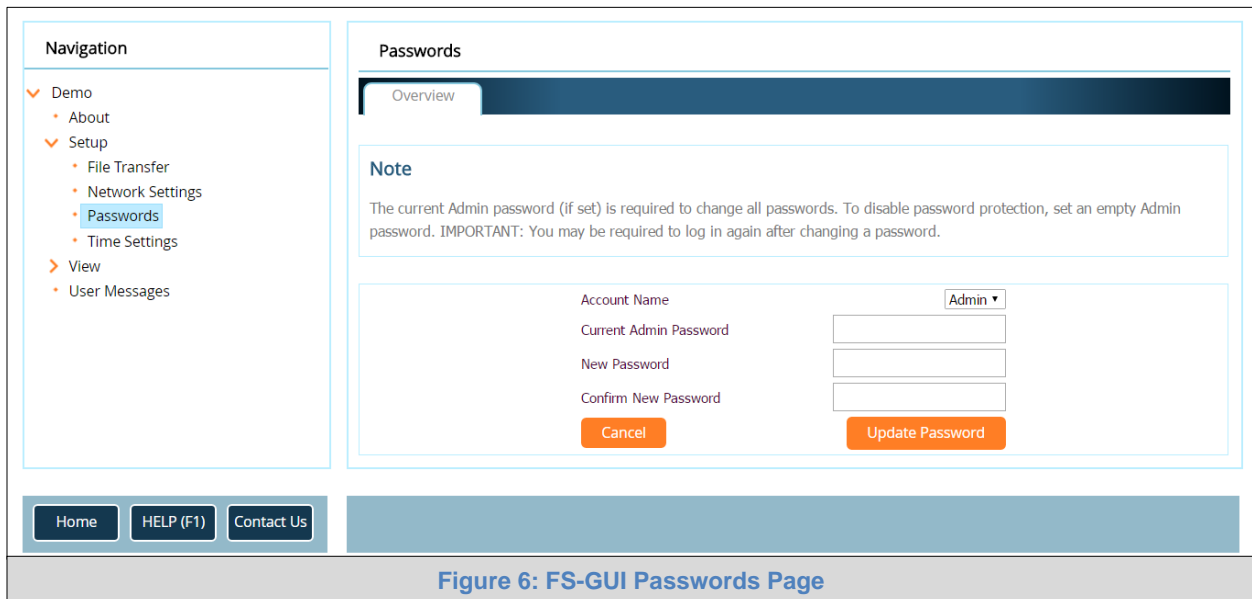 Navigation
Demo
About
Setup
File Transfer
Network Settings
Passwords
Time Settings
View
User Messages
Passwords
Overview
Note
The current Admin password (if set) is required to change all passwords. To disable password protection, set an empty Admin
password. IMPORTANT: You may be required to log in again after changing a password.
Account Name Admin
Current Admin Password
New Password
Confirm New Password
Cancel Update Password
Home HELP (F1) Contact Us
Figure 6: FS-GUI Passwords Page